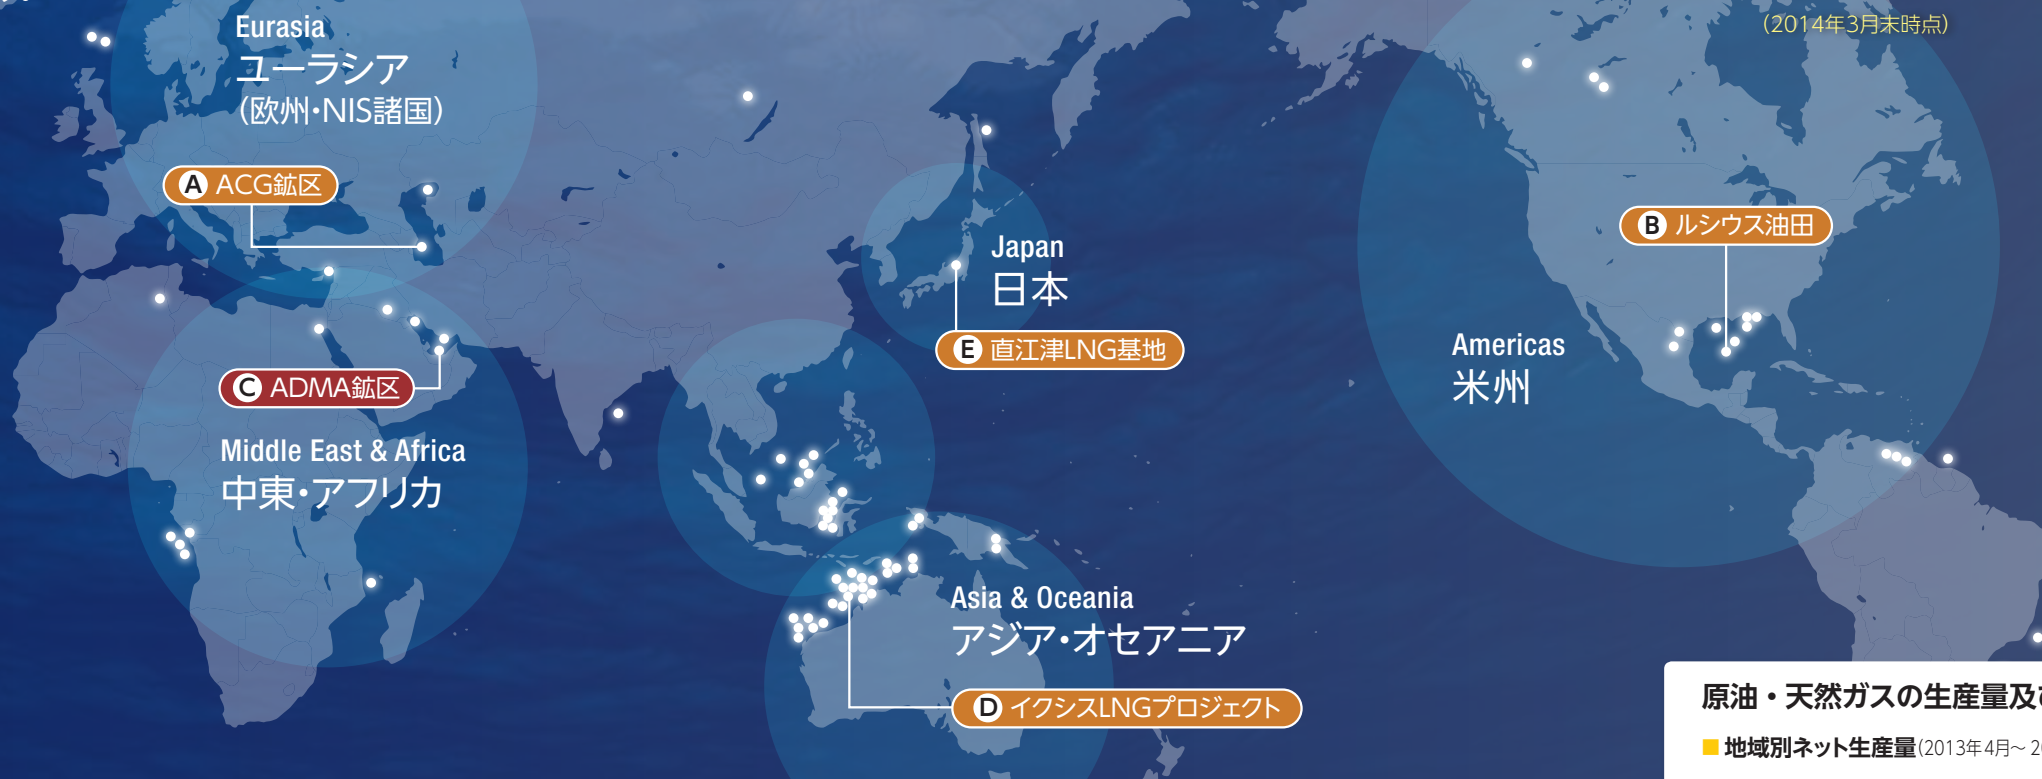 （2014年3月末時点）
Eurasia
ユーラシア
（欧州・NIS諸国）
A ACG鉱区
B ルシウス油田
Japan
日本
E 直江津LNG基地
Americas
米州
C ADMA鉱区
Middle East & Africa
中東・アフリカ
Asia & Oceania
アジア・オセアニア
D イクシスLNGプロジェクト
原油・天然ガスの生産量及
地域別ネット生産量（2013年4月～